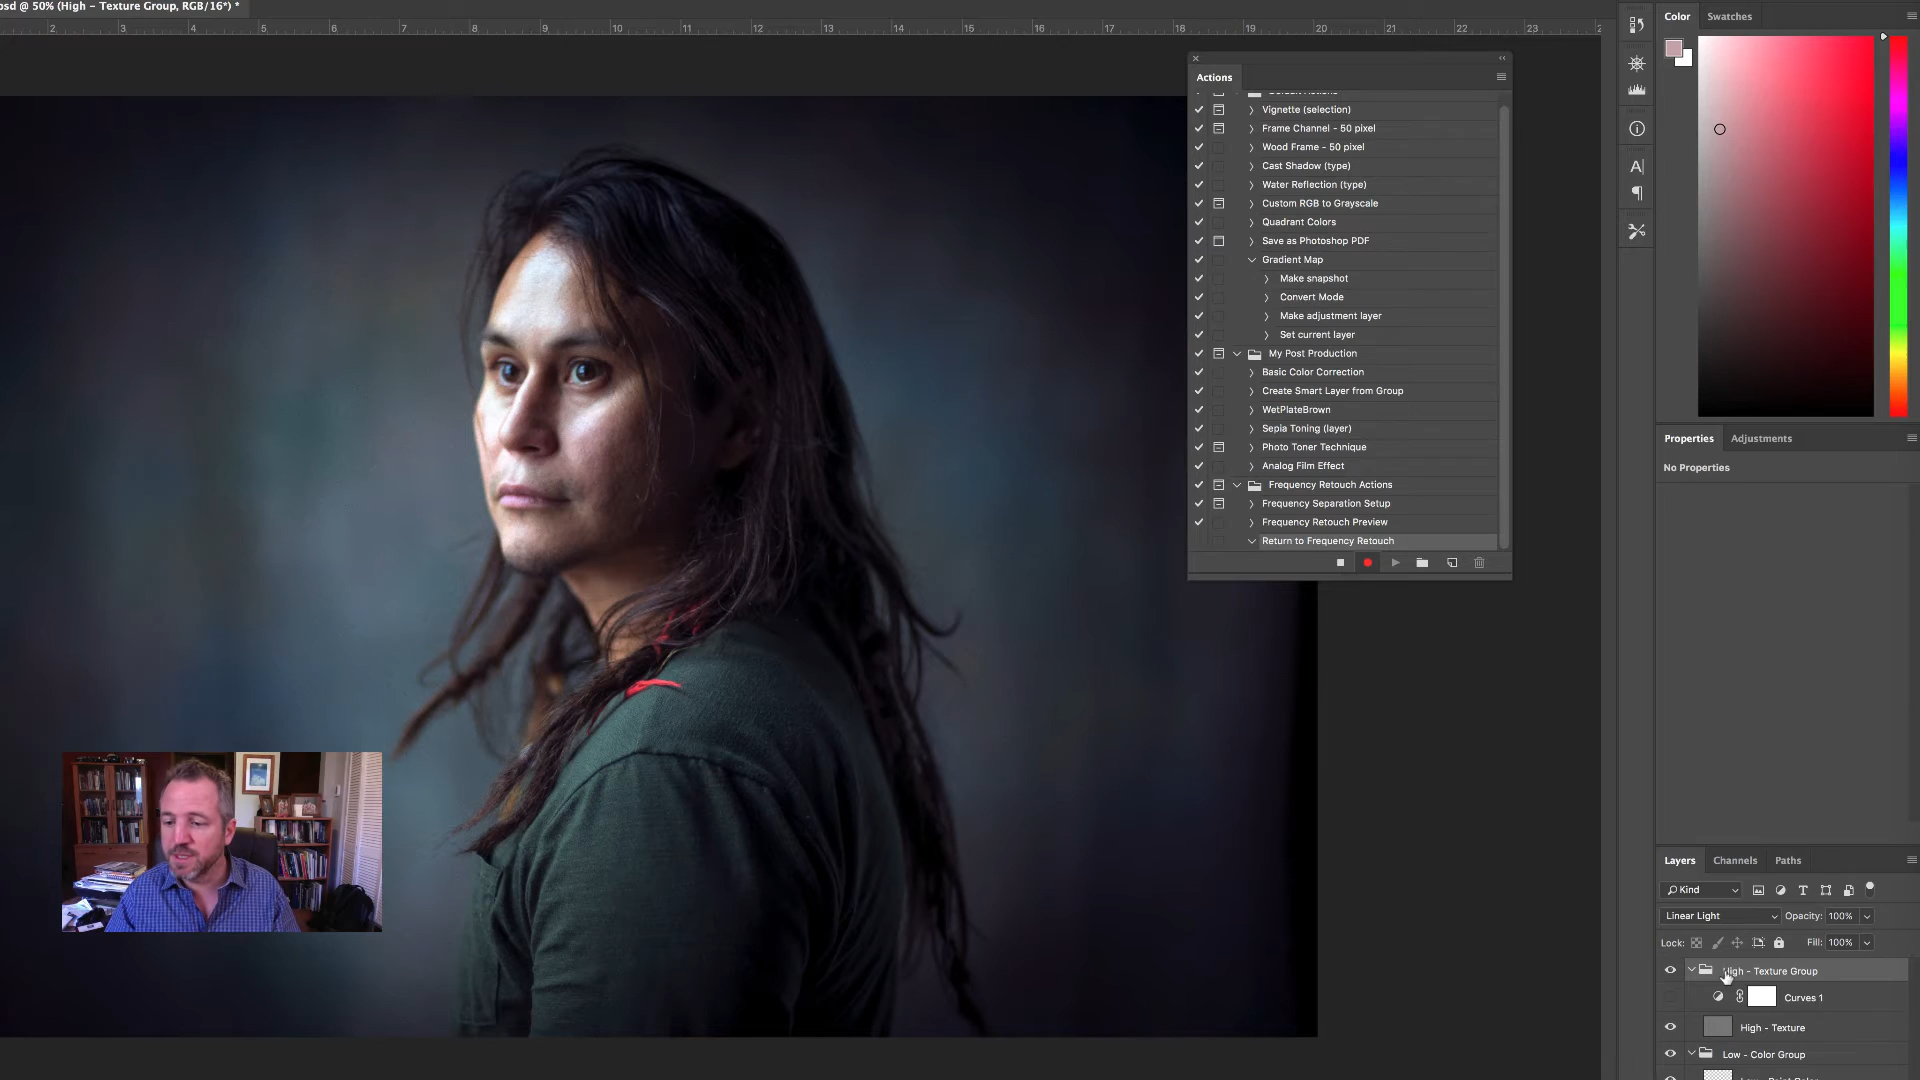 psd @ 50% (High - Texture Group, RGB/16*) *
2 3 4 5 6 7 8 9 10 11 12 13 14 15 16 17 18 19 20 21 22 23
Color Swatches
Actions
Default Actions
Vignette (selection)
Frame Channel - 50 pixel
Wood Frame - 50 pixel
Cast Shadow (type)
Water Reflection (type)
Custom RGB to Grayscale
Quadrant Colors
Save as Photoshop PDF
Gradient Map
Make snapshot
Convert Mode
Make adjustment layer
Set current layer
My Post Production
Basic Color Correction
Create Smart Layer from Group
WetPlateBrown
Sepia Toning (layer)
Photo Toner Technique
Analog Film Effect
Frequency Retouch Actions
Frequency Separation Setup
Frequency Retouch Preview
Return to Frequency Retouch
Properties Adjustments
No Properties
Layers Channels Paths
Kind
Linear Light Opacity: 100%
Lock: Fill: 100%
High - Texture Group
Curves 1
High - Texture
Low - Color Group